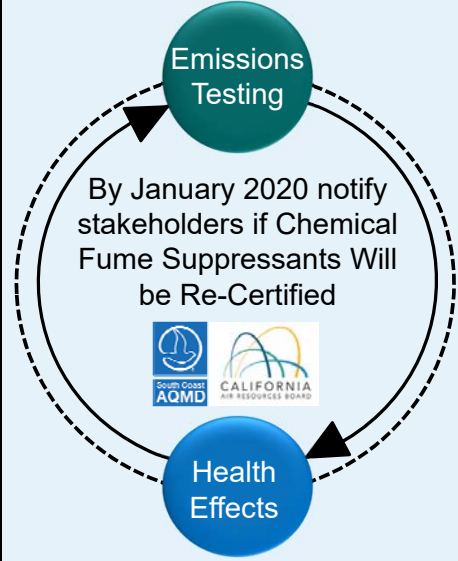 Emissions
Testing
By January 2020 notify
stakeholders if Chemical
Fume Suppressants Will
be Re-Certified
South Coast
AQMD
CALIFORNIA
AIR RESOURCES BOARD
Health
Effects